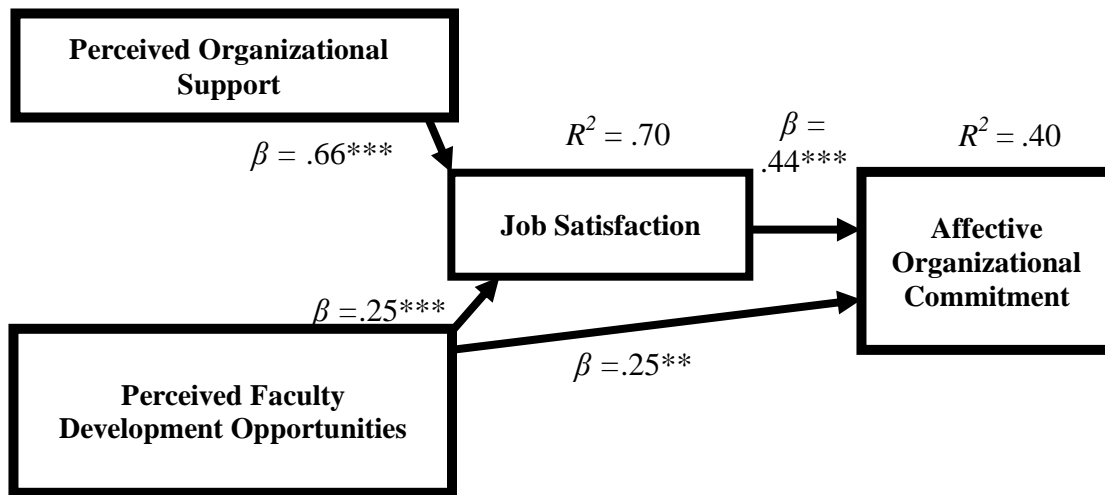 Perceived Organizational
Support
β = .66***
R² = .70
β =
.44***
R² = .40
Job Satisfaction
Affective
Organizational
Commitment
β =.25***
β =.25**
Perceived Faculty
Development Opportunities